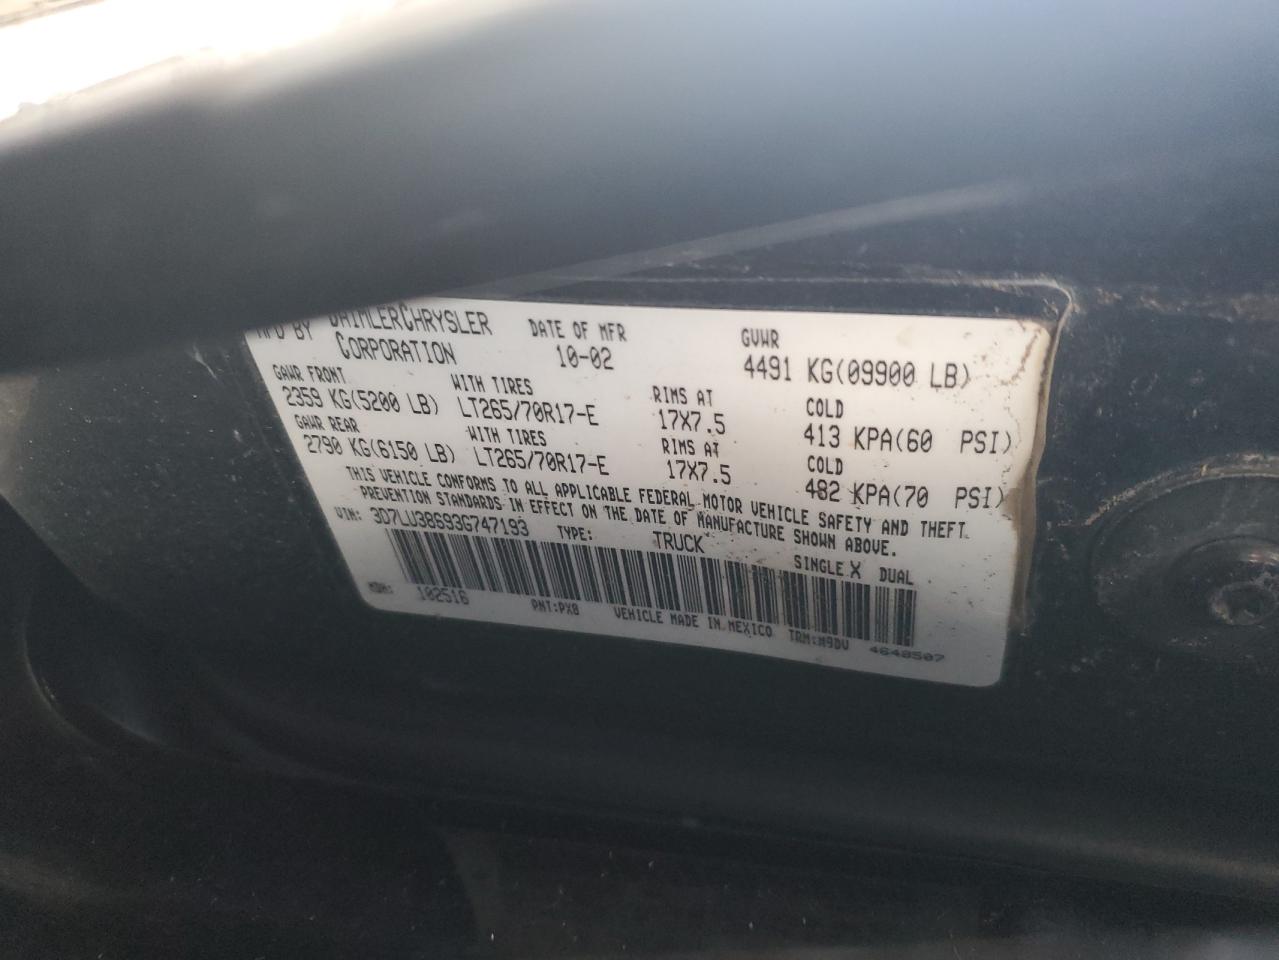 MFD BY DAIMLERCHRYSLER CORPORATION DATE OF MFR 10-02 GVWR 4491 KG(09900 LB)
GAWR FRONT WITH TIRES RIMS AT COLD
2359 KG(5200 LB) LT265/70R17-E 17X7.5 413 KPA(60 PSI)
GAWR REAR WITH TIRES RIMS AT COLD
2790 KG(6150 LB) LT265/70R17-E 17X7.5 482 KPA(70 PSI)
THIS VEHICLE CONFORMS TO ALL APPLICABLE FEDERAL MOTOR VEHICLE SAFETY AND THEFT
PREVENTION STANDARDS IN EFFECT ON THE DATE OF MANUFACTURE SHOWN ABOVE.
VIN: 3D7LU38693G747193 TYPE: TRUCK SINGLE X DUAL
MDH: 102516 PNT:PX8 VEHICLE MADE IN MEXICO TRM:M9DV 4648507